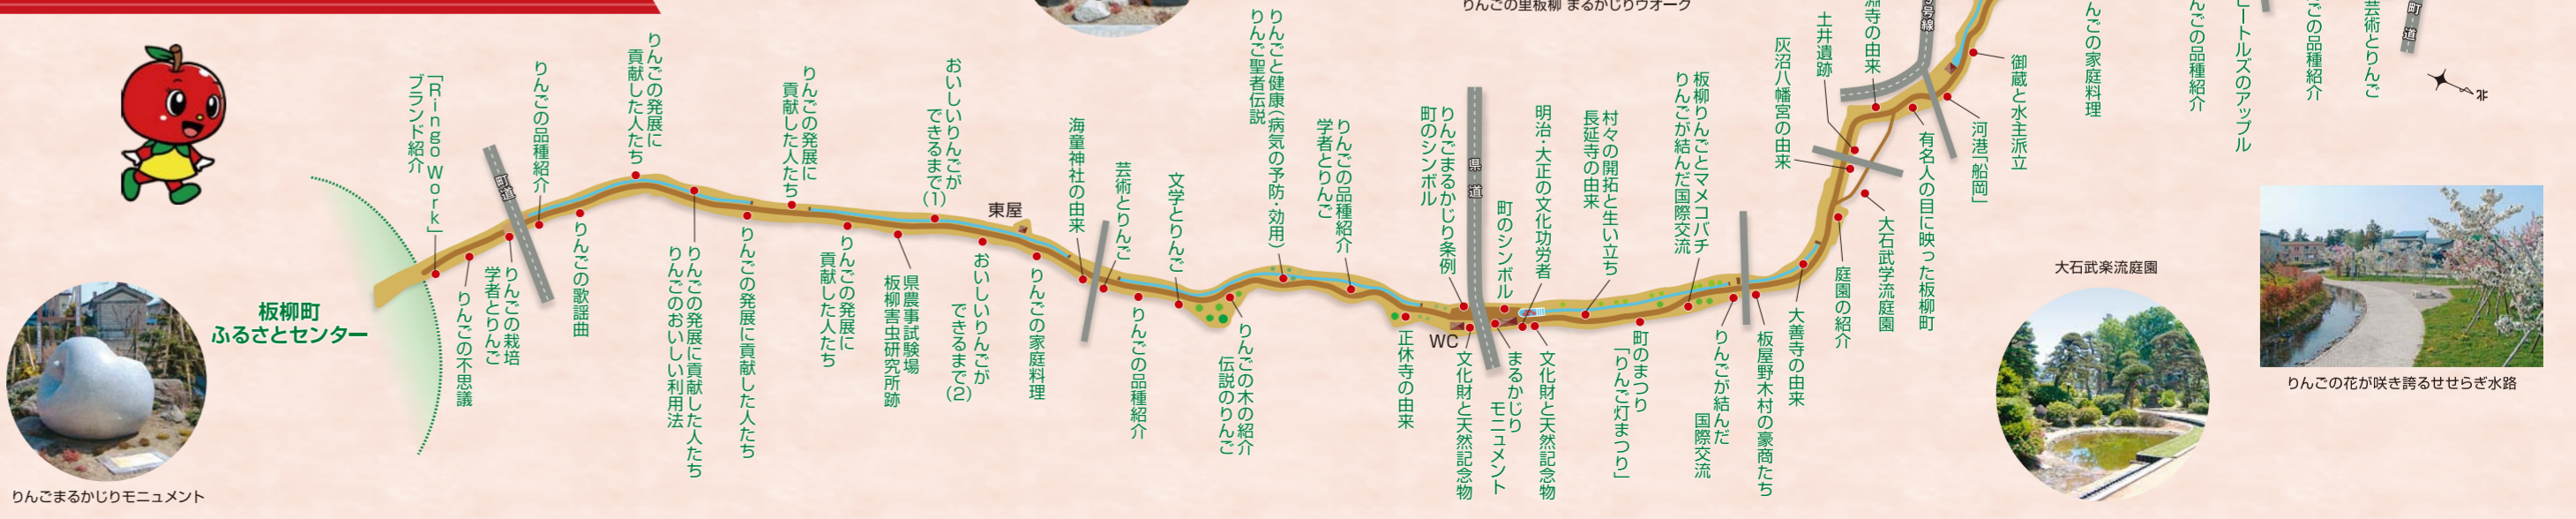 りんごの里板柳 まるかじりウオーク
「Ringo Work」
ブランド紹介
町道
りんごの品種紹介
りんごの発展に
貢献した人たち
りんごの発展に
貢献した人たち
おいしいりんごが
できるまで(1)
東屋
海童神社の由来
芸術とりんご
文学とりんご
りんごと健康(病気の予防・効用)
りんご聖者伝説
りんごの品種紹介
学者とりんご
りんごまるかじり条例
町のシンボル
県道
町のシンボル
明治・大正の文化功労者
村々の開拓と生い立ち
長延寺の由来
板柳りんごとマメコバチ
りんごが結んだ国際交流
灰沼八幡宮の由来
土井遺跡
寺の由来
号線
御蔵と水主派立
河港「船岡」
有名人の目に映った板柳町
大石武学流庭園
庭園の紹介
んごの家庭料理
んごの品種紹介
ートルズのアップル
ごの品種紹介
芸術とりんご
町道
北
板柳町
ふるさとセンター
りんごの不思議
りんごの栽培
学者とりんご
りんごの歌謡曲
りんごの発展に貢献した人たち
りんごのおいしい利用法
りんごの発展に貢献した人たち
りんごの発展に
貢献した人たち
県農事試験場
板柳害虫研究所跡
おいしいりんごが
できるまで(2)
りんごの家庭料理
りんごの品種紹介
りんごの木の紹介
伝説のりんご
正休寺の由来
WC
文化財と天然記念物
まるかじり
モニュメント
文化財と天然記念物
町のまつり
「りんご灯まつり」
りんごが結んだ
国際交流
板屋野木村の豪商たち
大善寺の由来
りんごまるかじりモニュメント
大石武楽流庭園
りんごの花が咲き誇るせせらぎ水路